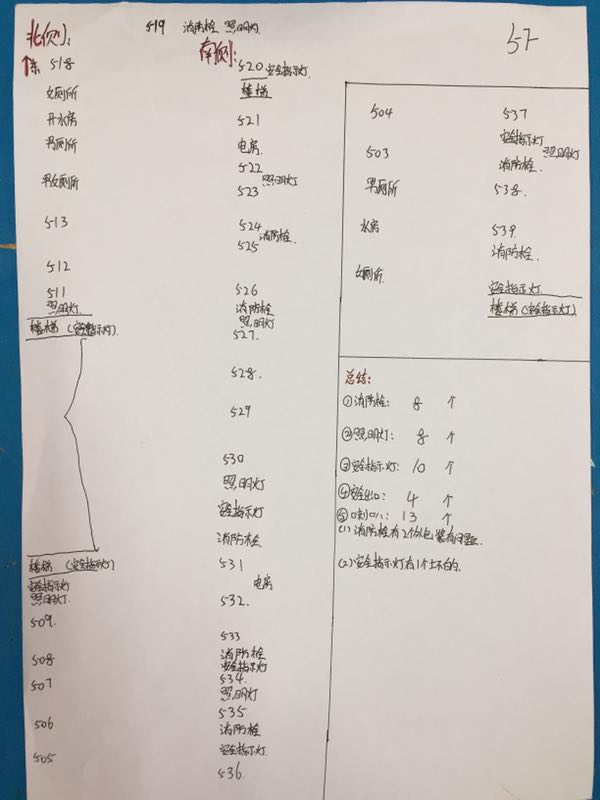 5F
519 消防栓 照明灯
北侧:
东 518
女厕所
开水房
男厕所
男女厕所
513
512
511
照明灯
楼梯 (安全指示灯)
楼梯 (安全指示灯)
安全指示灯
照明灯
509
508
507
506
505
南侧:
520 安全指示灯
楼梯
521
电房
522
照明灯
523
524
消防栓
525
526
消防栓
照明灯
527
528
529
530
照明灯
安全指示灯
消防栓
531
电房
532
533
消防栓
安全指示灯
534
照明灯
535
消防栓
安全指示灯
536
504
503
男厕所
水房
女厕所
537
安全指示灯
照明灯
消防栓
538
539
消防栓
安全指示灯
楼梯 (安全指示灯)
总结:
①消防栓: 8 个
②照明灯: 8 个
③安全指示灯: 10 个
④安全出口 4 个
⑤喇叭: 13 个
(1) 消防栓有2个外包装有问题.
(2) 安全指示灯有1个是坏的.